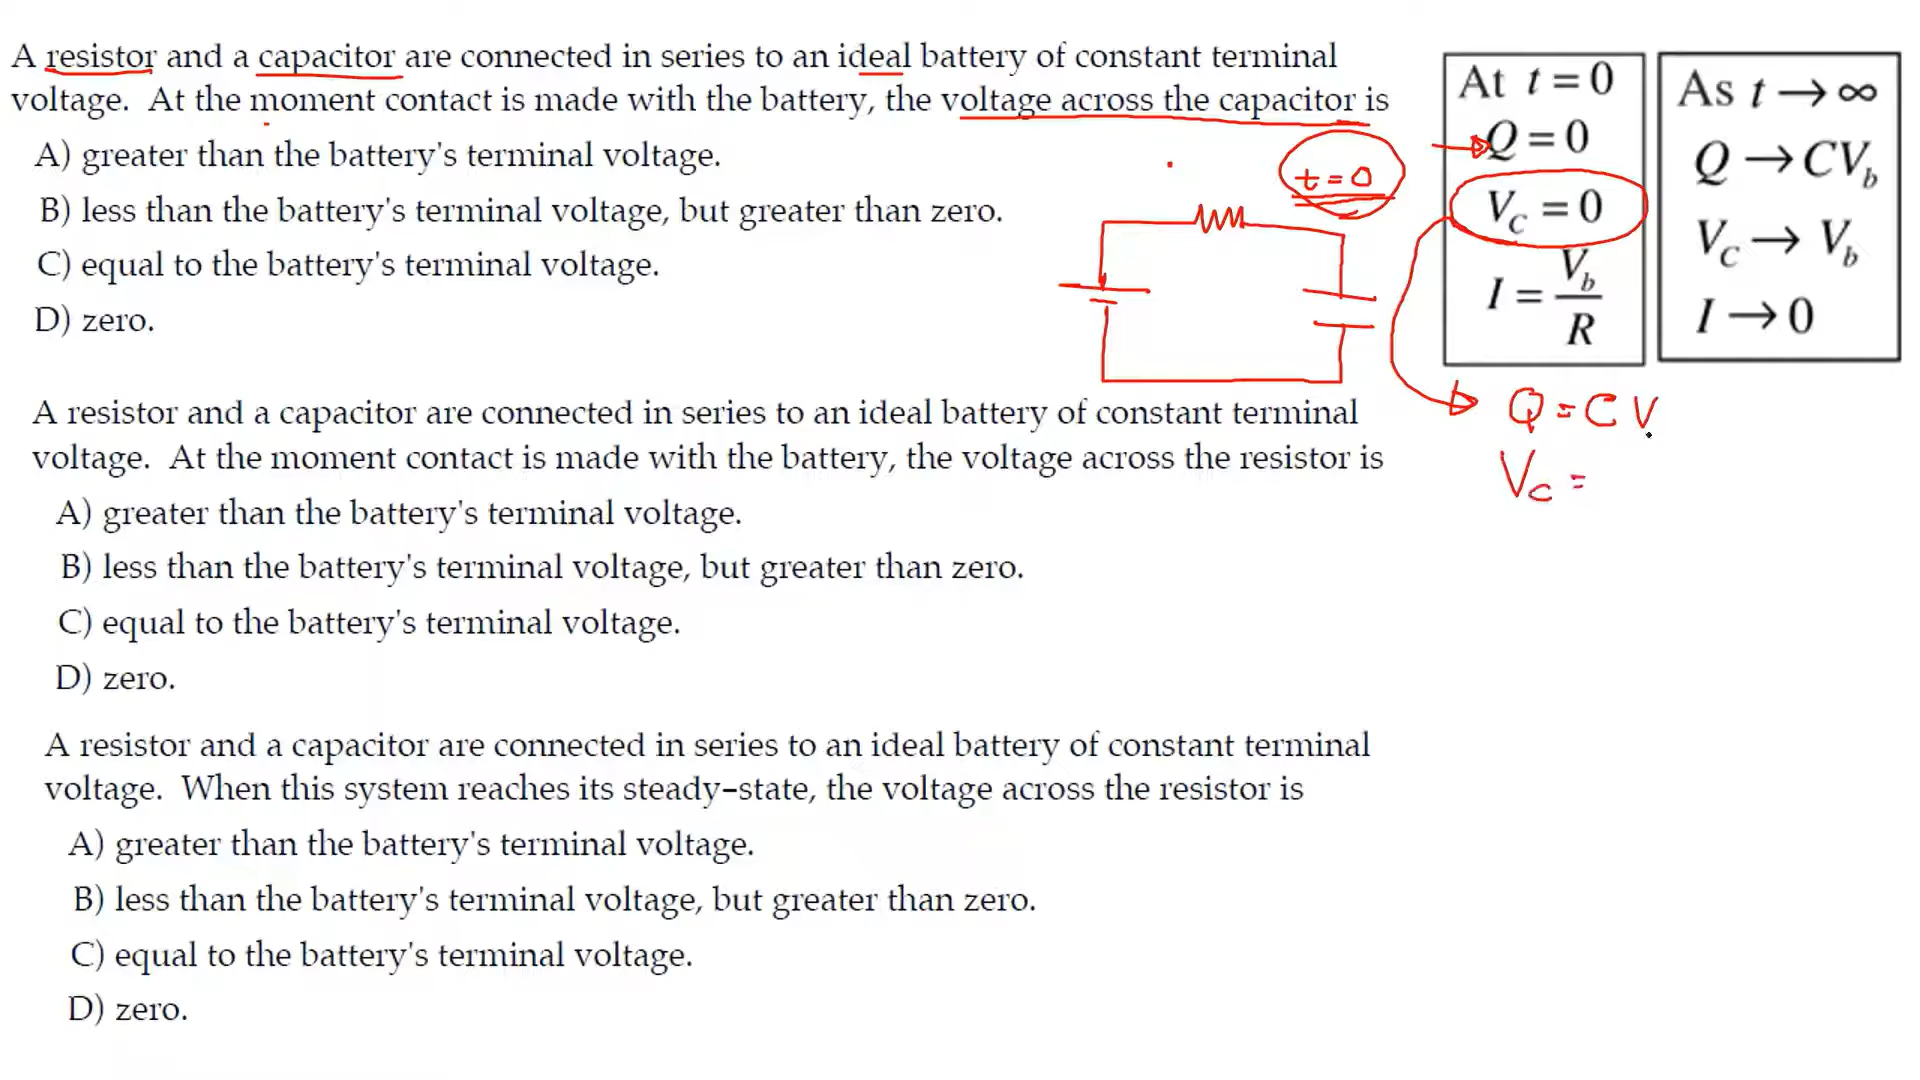 A resistor and a capacitor are connected in series to an ideal battery of constant terminal
voltage. At the moment contact is made with the battery, the voltage across the capacitor is
A) greater than the battery's terminal voltage.
B) less than the battery's terminal voltage, but greater than zero.
C) equal to the battery's terminal voltage.
D) zero.
t = 0
At t = 0
Q = 0
V_C = 0
I = V_b / R
As t → ∞
Q → CV_b
V_C → V_b
I → 0
Q = C V
V_C =
A resistor and a capacitor are connected in series to an ideal battery of constant terminal
voltage. At the moment contact is made with the battery, the voltage across the resistor is
A) greater than the battery's terminal voltage.
B) less than the battery's terminal voltage, but greater than zero.
C) equal to the battery's terminal voltage.
D) zero.
A resistor and a capacitor are connected in series to an ideal battery of constant terminal
voltage. When this system reaches its steady-state, the voltage across the resistor is
A) greater than the battery's terminal voltage.
B) less than the battery's terminal voltage, but greater than zero.
C) equal to the battery's terminal voltage.
D) zero.